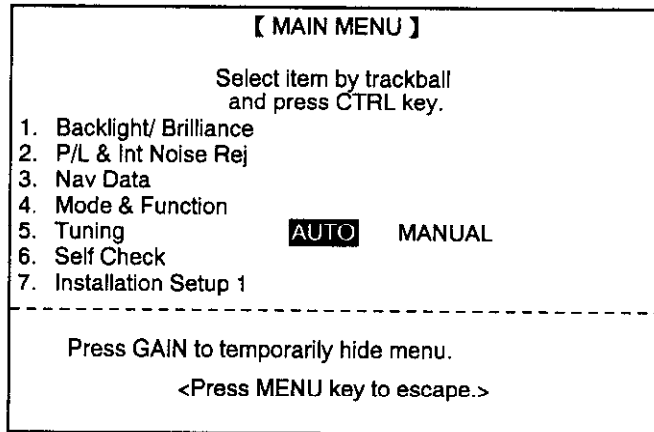 【 MAIN MENU 】
Select item by trackball
and press CTRL key.
1. Backlight/ Brilliance
2. P/L & Int Noise Rej
3. Nav Data
4. Mode & Function
5. Tuning AUTO MANUAL
6. Self Check
7. Installation Setup 1
Press GAIN to temporarily hide menu.
<Press MENU key to escape.>